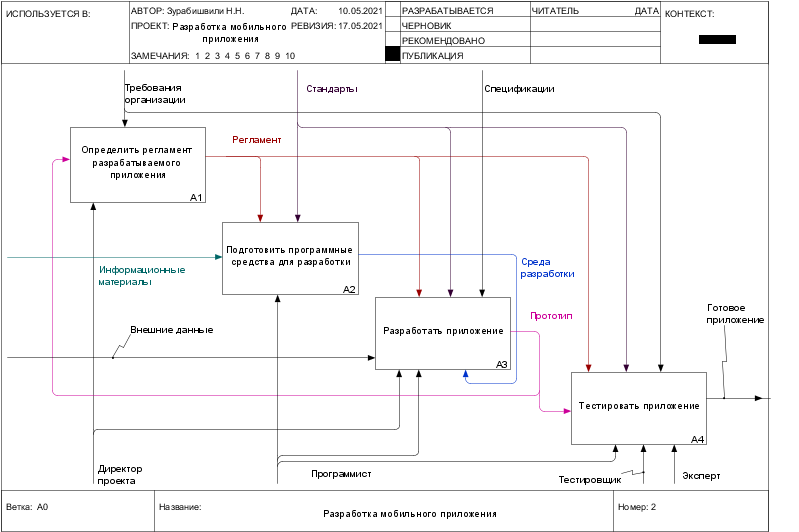 ИСПОЛЬЗУЕТСЯ В:
АВТОР: Зурабишвили Н.Н.
ДАТА: 10.05.2021
ПРОЕКТ: Разработка мобильного
приложения
РЕВИЗИЯ: 17.05.2021
ЗАМЕЧАНИЯ: 1 2 3 4 5 6 7 8 9 10
РАЗРАБАТЫВАЕТСЯ
ЧЕРНОВИК
РЕКОМЕНДОВАНО
ПУБЛИКАЦИЯ
ЧИТАТЕЛЬ
ДАТА
КОНТЕКСТ:
Требования
организации
Стандарты
Спецификации
Определить регламент
разрабатываемого
приложения
A1
Регламент
Подготовить программные
средства для разработки
A2
Информационные
материалы
Среда
разработки
Внешние данные
Разработать приложение
A3
Прототип
Готовое
приложение
Тестировать приложение
A4
Директор
проекта
Программист
Тестировщик
Эксперт
Ветка: A0
Название:
Разработка мобильного приложения
Номер: 2